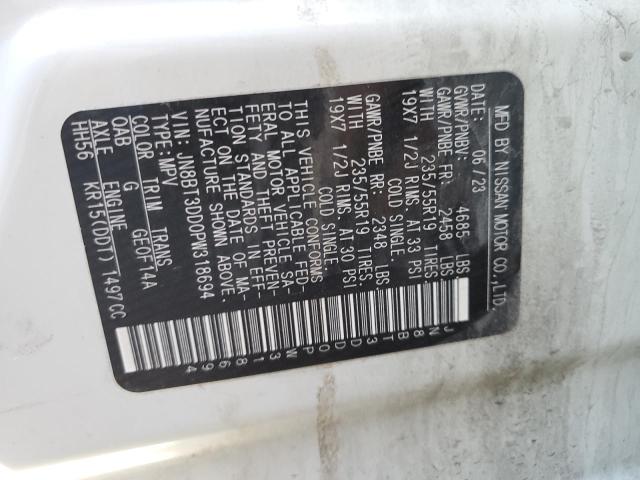 MFD BY NISSAN MOTOR CO.,LTD.
DATE: 06/23
GVWR/PNBV: 4685 LBS
GAWR/PNBE FR. 2458 LBS
WITH 235/55R19 TIRES.
19X7 1/2J RIMS. AT 33 PSI
COLD SINGLE.
GAWR/PNBE RR. 2348 LBS
WITH 235/55R19 TIRES.
19X7 1/2J RIMS. AT 30 PSI
COLD SINGLE.
THIS VEHICLE CONFORMS
TO ALL APPLICABLE FED-
ERAL MOTOR VEHICLE SA-
FETY AND THEFT PREVEN-
TION STANDARDS IN EFF-
ECT ON THE DATE OF MA-
NUFACTURE SHOWN ABOVE.
VIN: JN8BT3DD0PW318694
TYPE: MPV
COLOR TRIM TRANS
QAB G GE0F14A
AXLE ENGINE
HH56 KR15(DDT) 1497CC
JN8BT3DD0PW318694